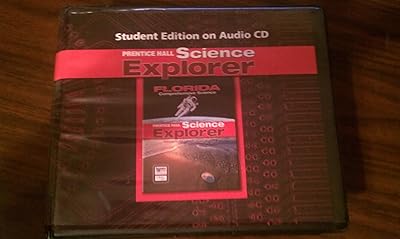 Student Edition on Audio CD
PRENTICE HALL Science
Explorer
FLORIDA
Comprehensive Science
PRENTICE HALL Science
Explorer